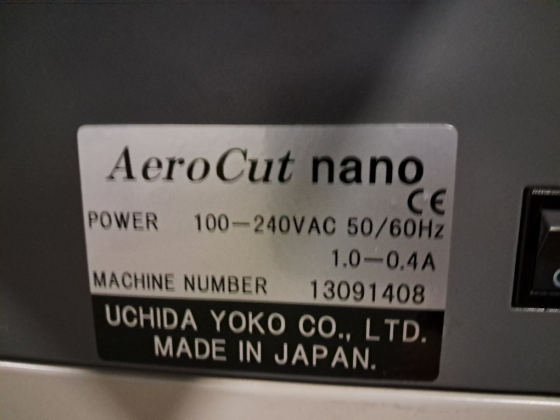 AeroCut nano
CE
POWER 100-240VAC 50/60Hz
1.0-0.4A
MACHINE NUMBER 13091408
UCHIDA YOKO CO., LTD.
MADE IN JAPAN.